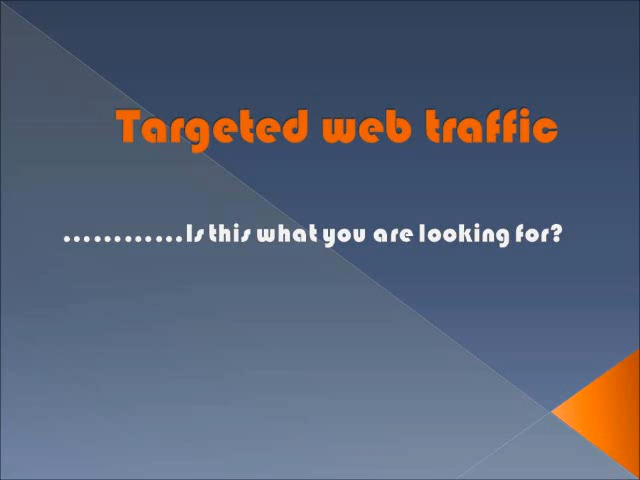 Targeted web traffic
............Is this what you are looking for?